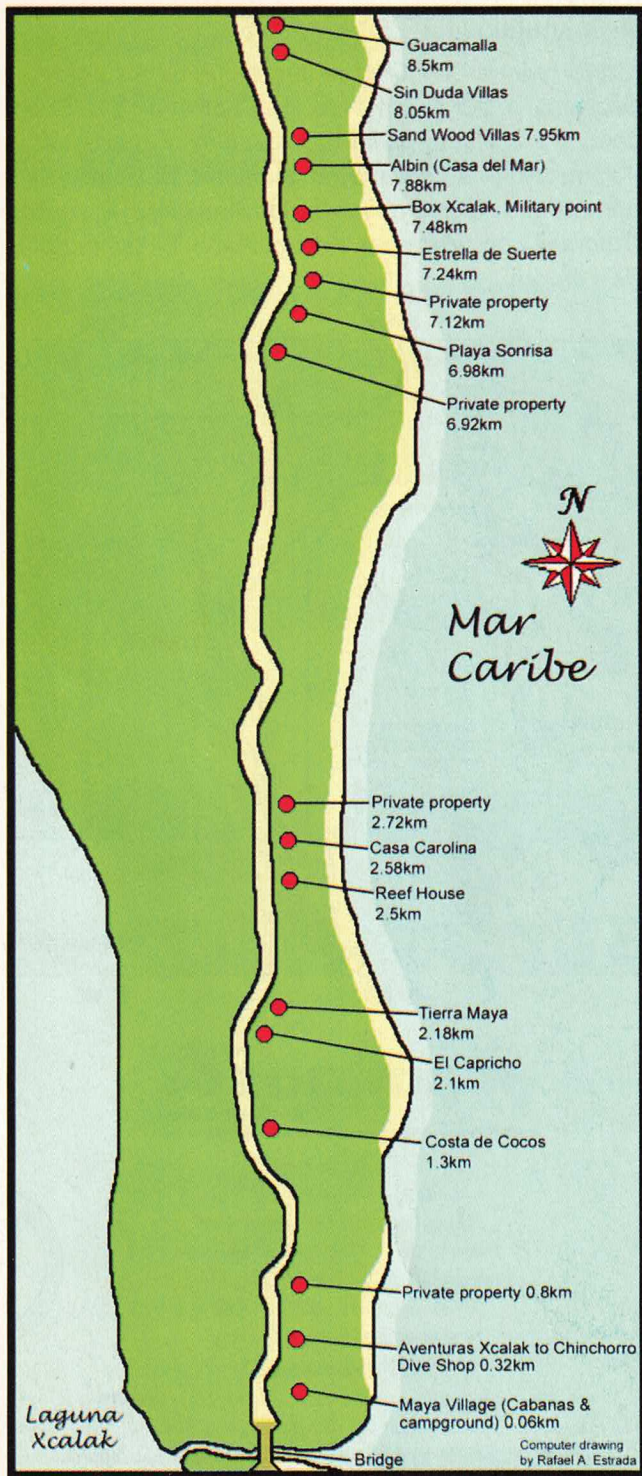 Guacamalla
8.5km
Sin Duda Villas
8.05km
Sand Wood Villas 7.95km
Albin (Casa del Mar)
7.88km
Box Xcalak, Military point
7.48km
Estrella de Suerte
7.24km
Private property
7.12km
Playa Sonrisa
6.98km
Private property
6.92km
N
Mar
Caribe
Private property
2.72km
Casa Carolina
2.58km
Reef House
2.5km
Tierra Maya
2.18km
El Capricho
2.1km
Costa de Cocos
1.3km
Private property 0.8km
Aventuras Xcalak to Chinchorro
Dive Shop 0.32km
Maya Village (Cabanas &
campground) 0.06km
Laguna
Xcalak
Bridge
Computer drawing
by Rafael A. Estrada